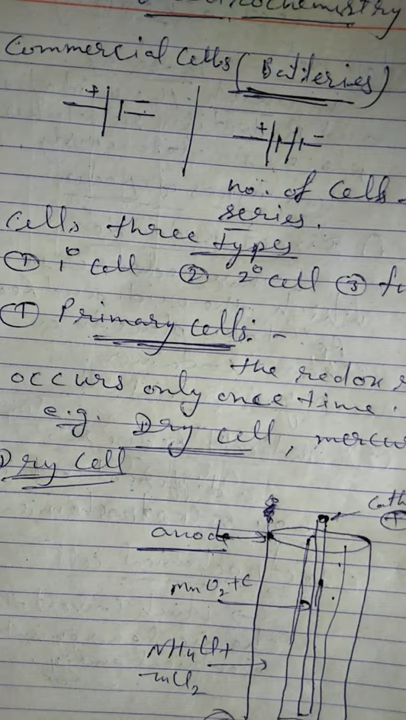 Commercial Cells (Batteries)
+ -
+ -
no. of Cells
series.
Cells three types
① 1° Cell ② 2° Cell ③
① Primary cells: -
the redox
occurs only once time.
e.g. Dry cell,
Dry Cell
anode
+
MnO2+C
NH4Cl+
ZnCl2